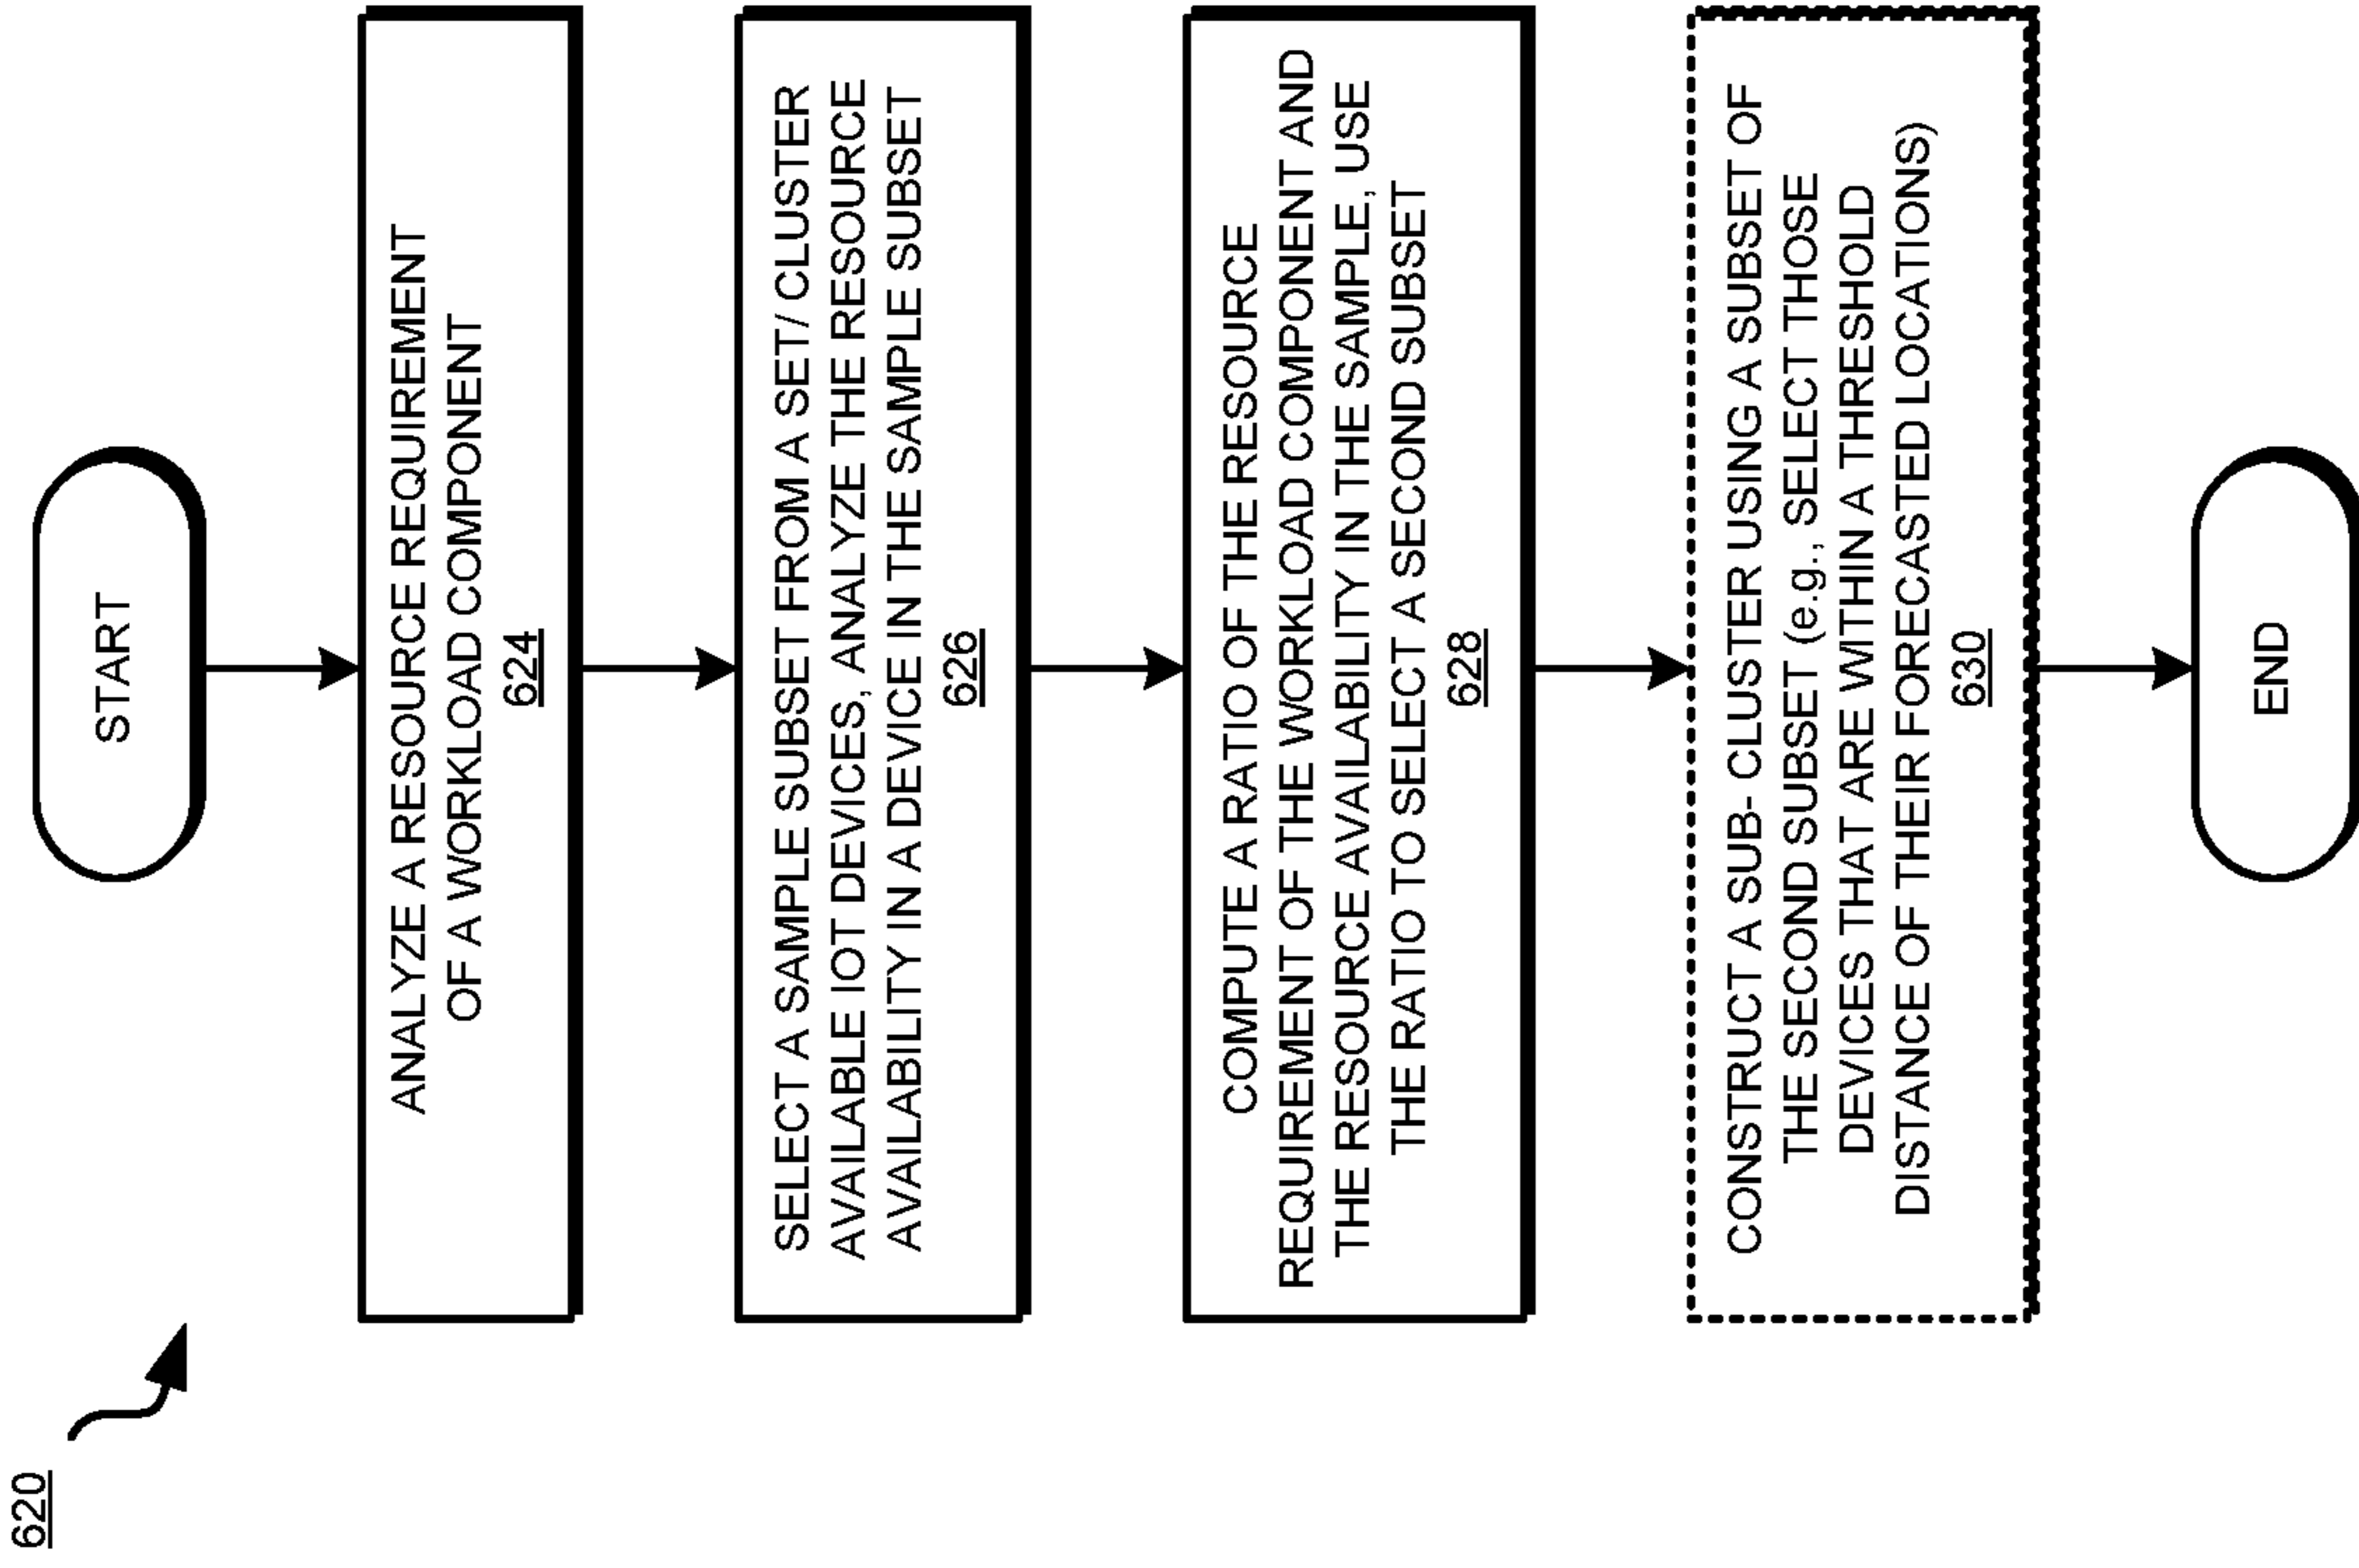 620
START
ANALYZE A RESOURCE REQUIREMENT
OF A WORKLOAD COMPONENT
624
SELECT A SAMPLE SUBSET FROM A SET/ CLUSTER
AVAILABLE IOT DEVICES, ANALYZE THE RESOURCE
AVAILABILITY IN A DEVICE IN THE SAMPLE SUBSET
626
COMPUTE A RATIO OF THE RESOURCE
REQUIREMENT OF THE WORKLOAD COMPONENT AND
THE RESOURCE AVAILABILITY IN THE SAMPLE, USE
THE RATIO TO SELECT A SECOND SUBSET
628
CONSTRUCT A SUB- CLUSTER USING A SUBSET OF
THE SECOND SUBSET (e.g., SELECT THOSE
DEVICES THAT ARE WITHIN A THRESHOLD
DISTANCE OF THEIR FORECASTED LOCATIONS)
630
END